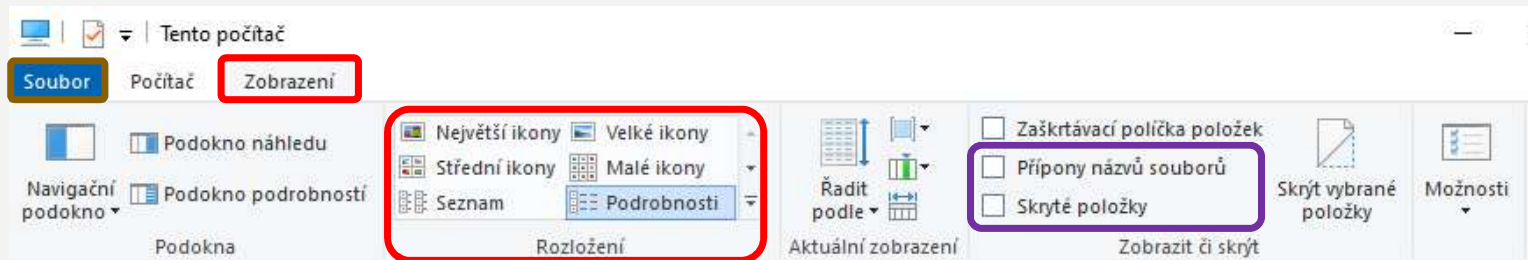 Tento počítač
Soubor Počítač Zobrazení
Navigační podokno
Podokno náhledu
Podokno podrobností
Podokna
Největší ikony Velké ikony
Střední ikony Malé ikony
Seznam Podrobnosti
Rozložení
Řadit
podle
Aktuální zobrazení
Zaškrtávací políčka položek
Přípony názvů souborů
Skryté položky
Skrýt vybrané
položky
Zobrazit či skrýt
Možnosti